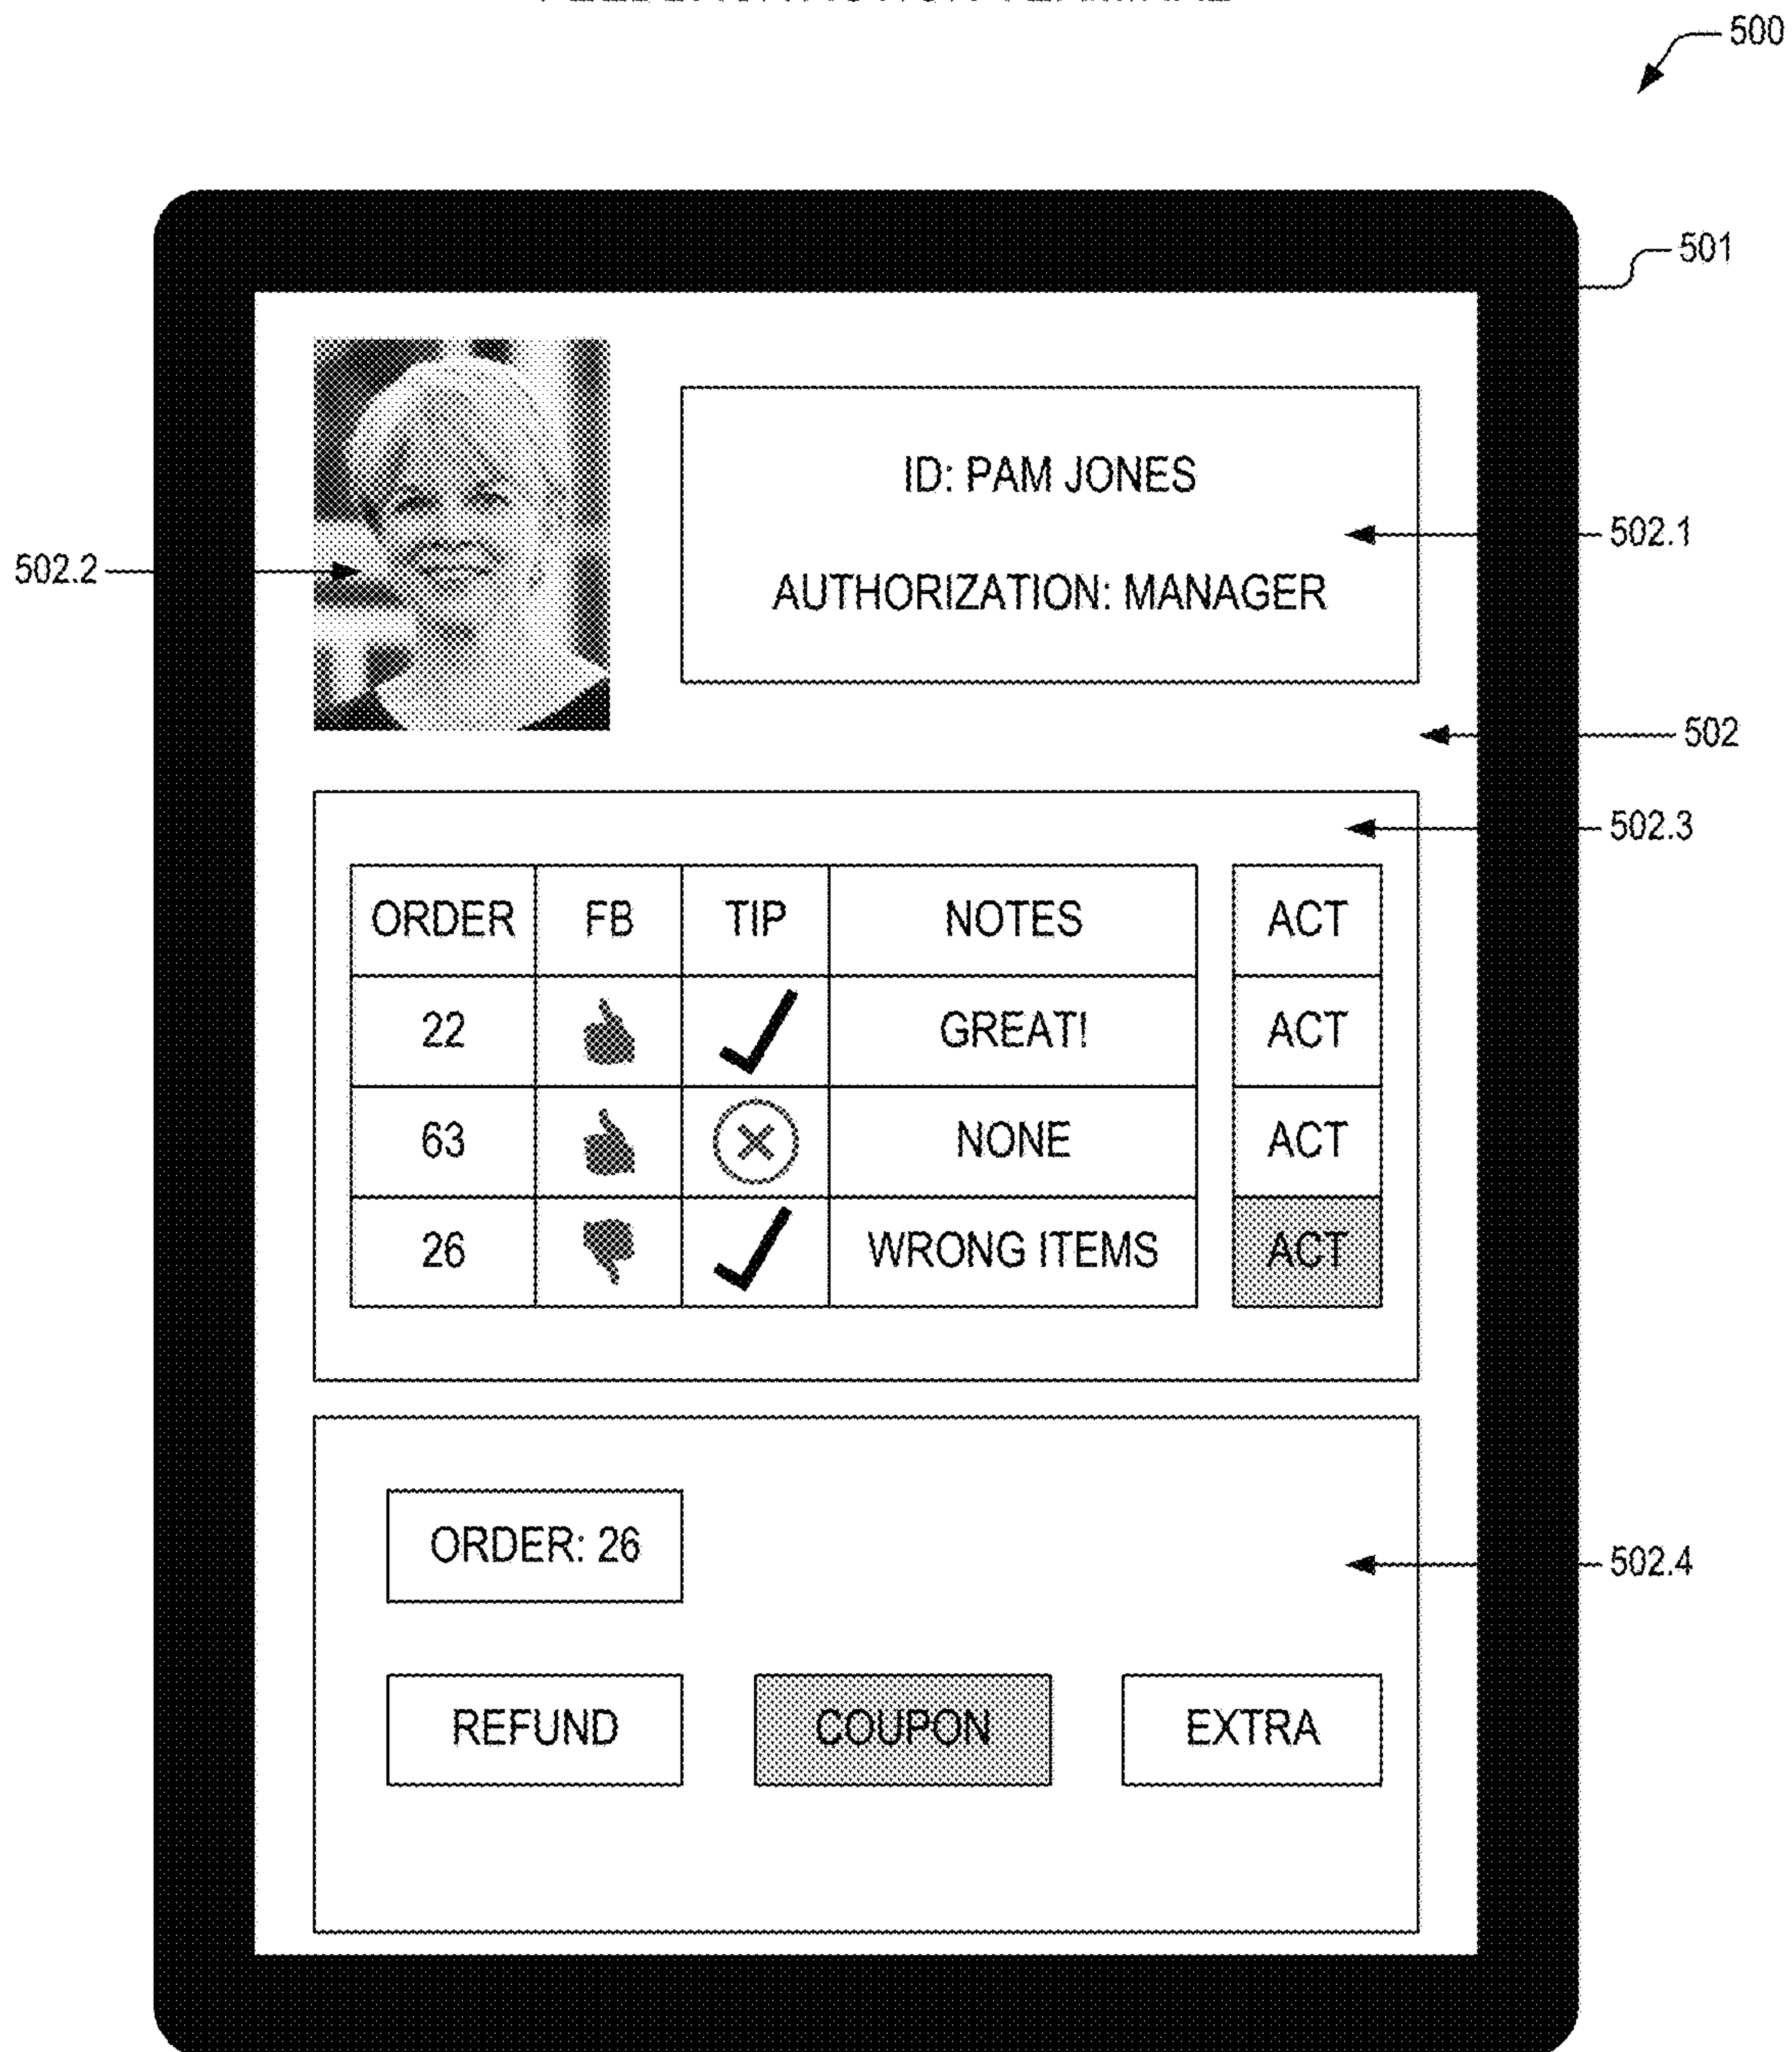 500
501
ID: PAM JONES
502.1
502.2
AUTHORIZATION: MANAGER
502
502.3
ORDER FB TIP NOTES ACT
22 GREAT! ACT
63 NONE ACT
26 WRONG ITEMS ACT
ORDER: 26
502.4
REFUND COUPON EXTRA